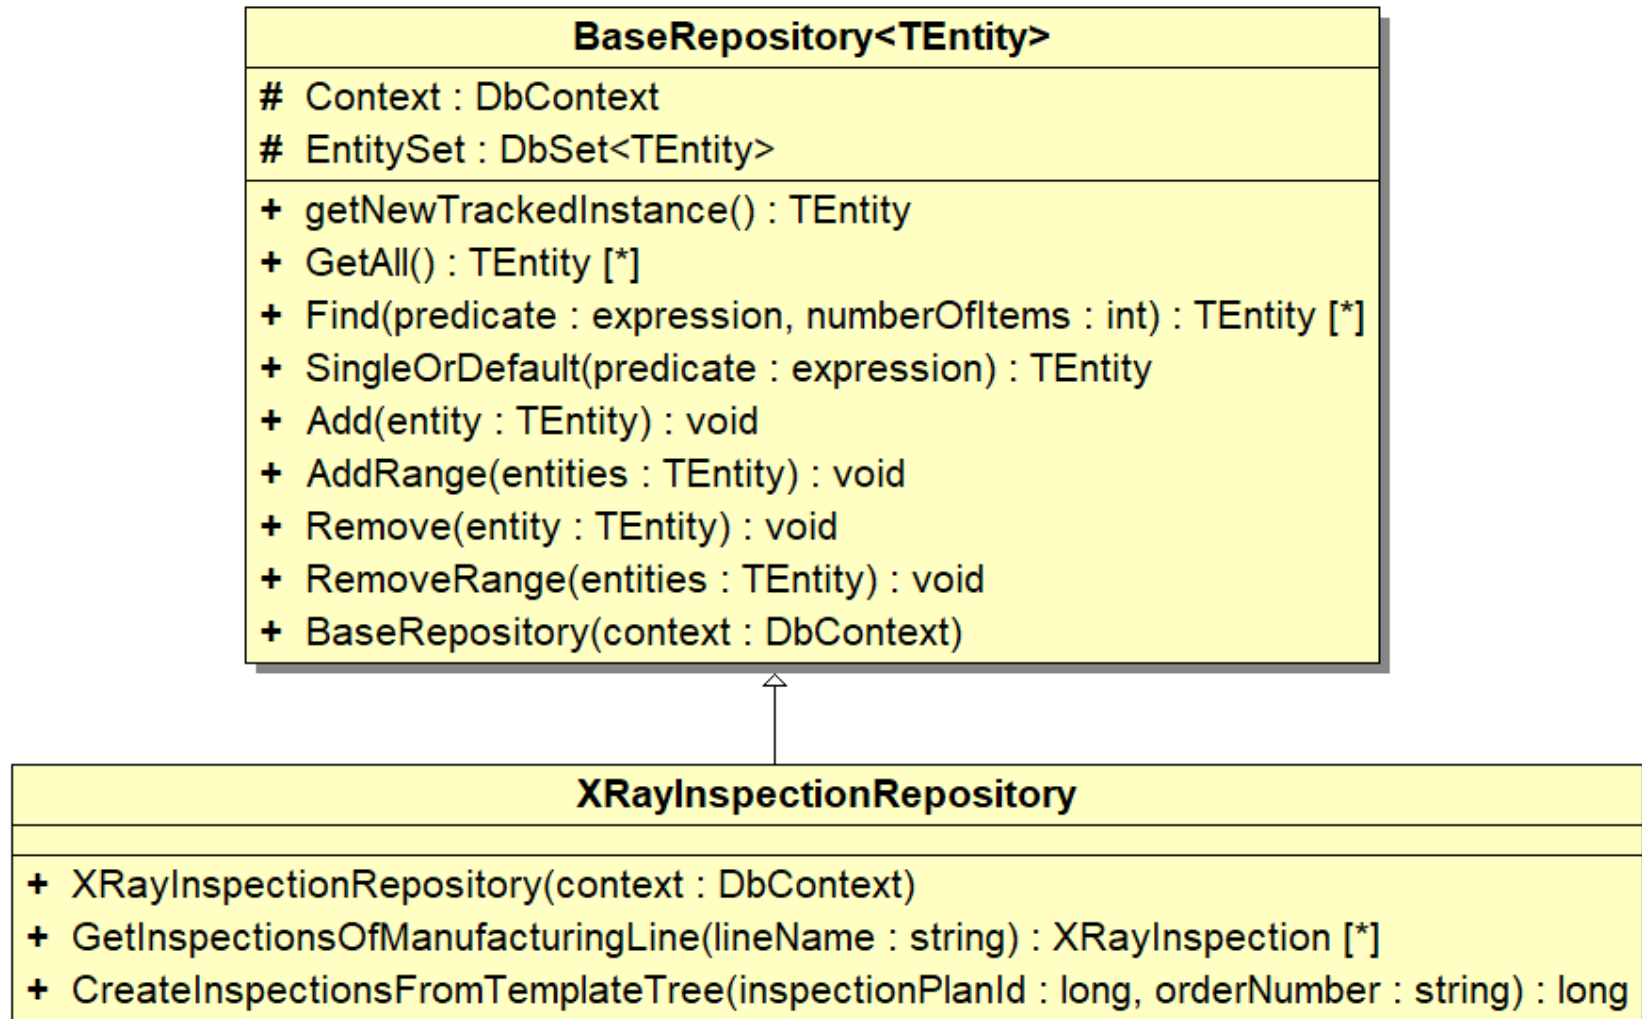 BaseRepository<TEntity>
# Context : DbContext
# EntitySet : DbSet<TEntity>
+ getNewTrackedInstance() : TEntity
+ GetAll() : TEntity [*]
+ Find(predicate : expression, numberOfItems : int) : TEntity [*]
+ SingleOrDefault(predicate : expression) : TEntity
+ Add(entity : TEntity) : void
+ AddRange(entities : TEntity) : void
+ Remove(entity : TEntity) : void
+ RemoveRange(entities : TEntity) : void
+ BaseRepository(context : DbContext)
XRayInspectionRepository
+ XRayInspectionRepository(context : DbContext)
+ GetInspectionsOfManufacturingLine(lineName : string) : XRayInspection [*]
+ CreateInspectionsFromTemplateTree(inspectionPlanId : long, orderNumber : string) : long